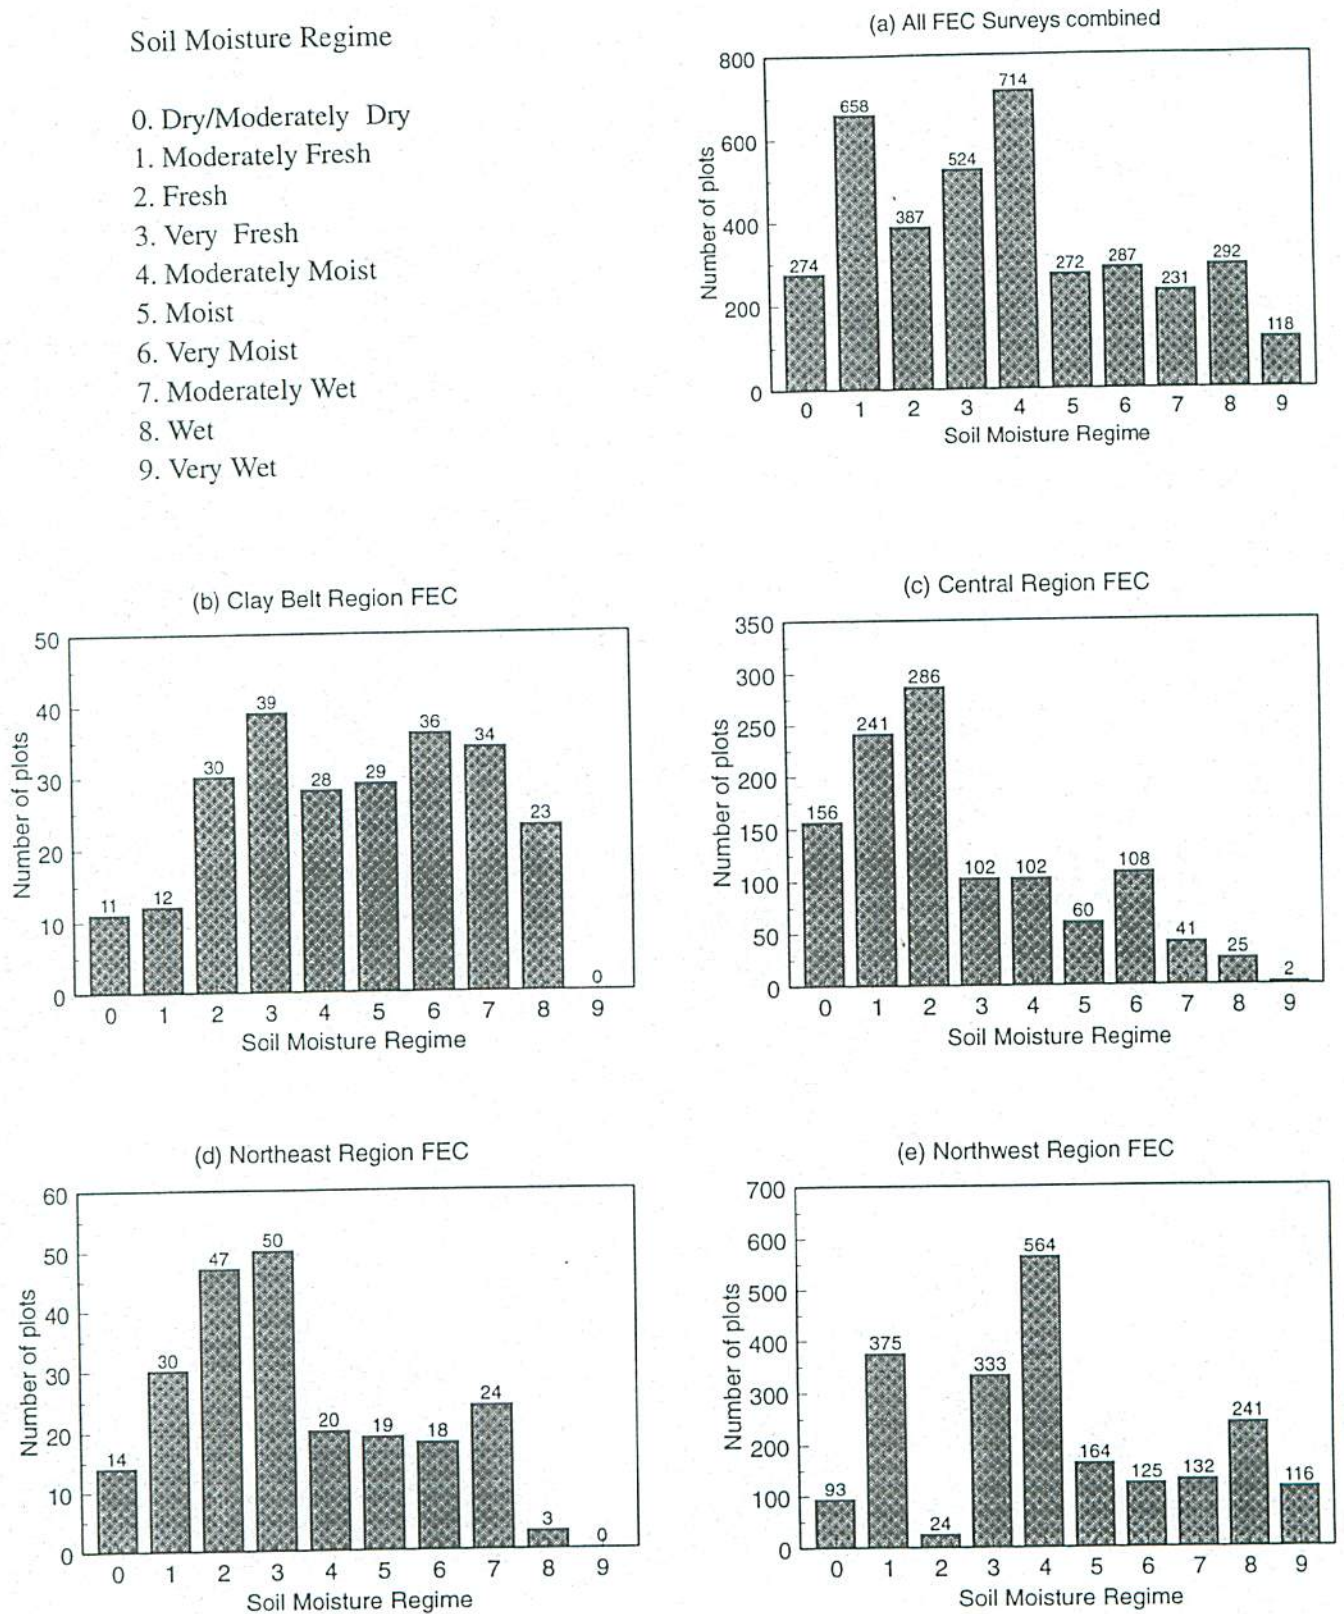 Soil Moisture Regime
0. Dry/Moderately Dry
1. Moderately Fresh
2. Fresh
3. Very Fresh
4. Moderately Moist
5. Moist
6. Very Moist
7. Moderately Wet
8. Wet
9. Very Wet
(a) All FEC Surveys combined
Number of plots
800
600
400
200
0
274 658 387 524 714 272 287 231 292 118
0 1 2 3 4 5 6 7 8 9
Soil Moisture Regime
(b) Clay Belt Region FEC
Number of plots
50
40
30
20
10
0
11 12 30 39 28 29 36 34 23 0
0 1 2 3 4 5 6 7 8 9
Soil Moisture Regime
(c) Central Region FEC
Number of plots
350
300
250
200
150
100
50
0
156 241 286 102 102 60 108 41 25 2
0 1 2 3 4 5 6 7 8 9
Soil Moisture Regime
(d) Northeast Region FEC
Number of plots
60
50
40
30
20
10
0
14 30 47 50 20 19 18 24 3 0
0 1 2 3 4 5 6 7 8 9
Soil Moisture Regime
(e) Northwest Region FEC
Number of plots
700
600
500
400
300
200
100
0
93 375 24 333 564 164 125 132 241 116
0 1 2 3 4 5 6 7 8 9
Soil Moisture Regime